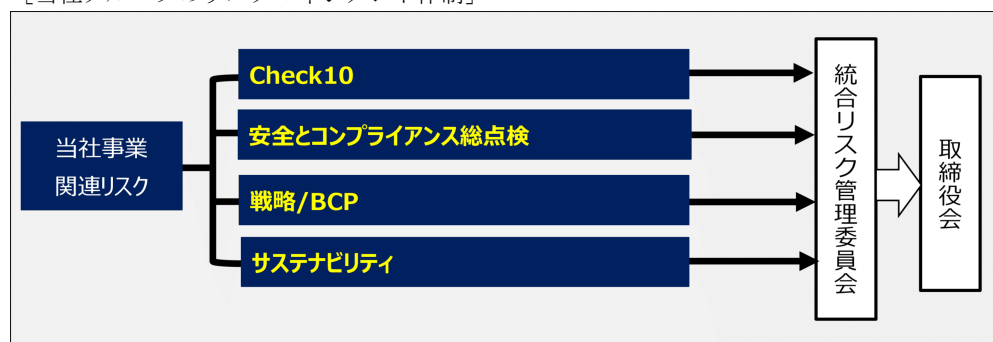 当社事業
関連リスク
Check10
安全とコンプライアンス総点検
戦略/BCP
サステナビリティ
統合リスク管理委員会
取締役会